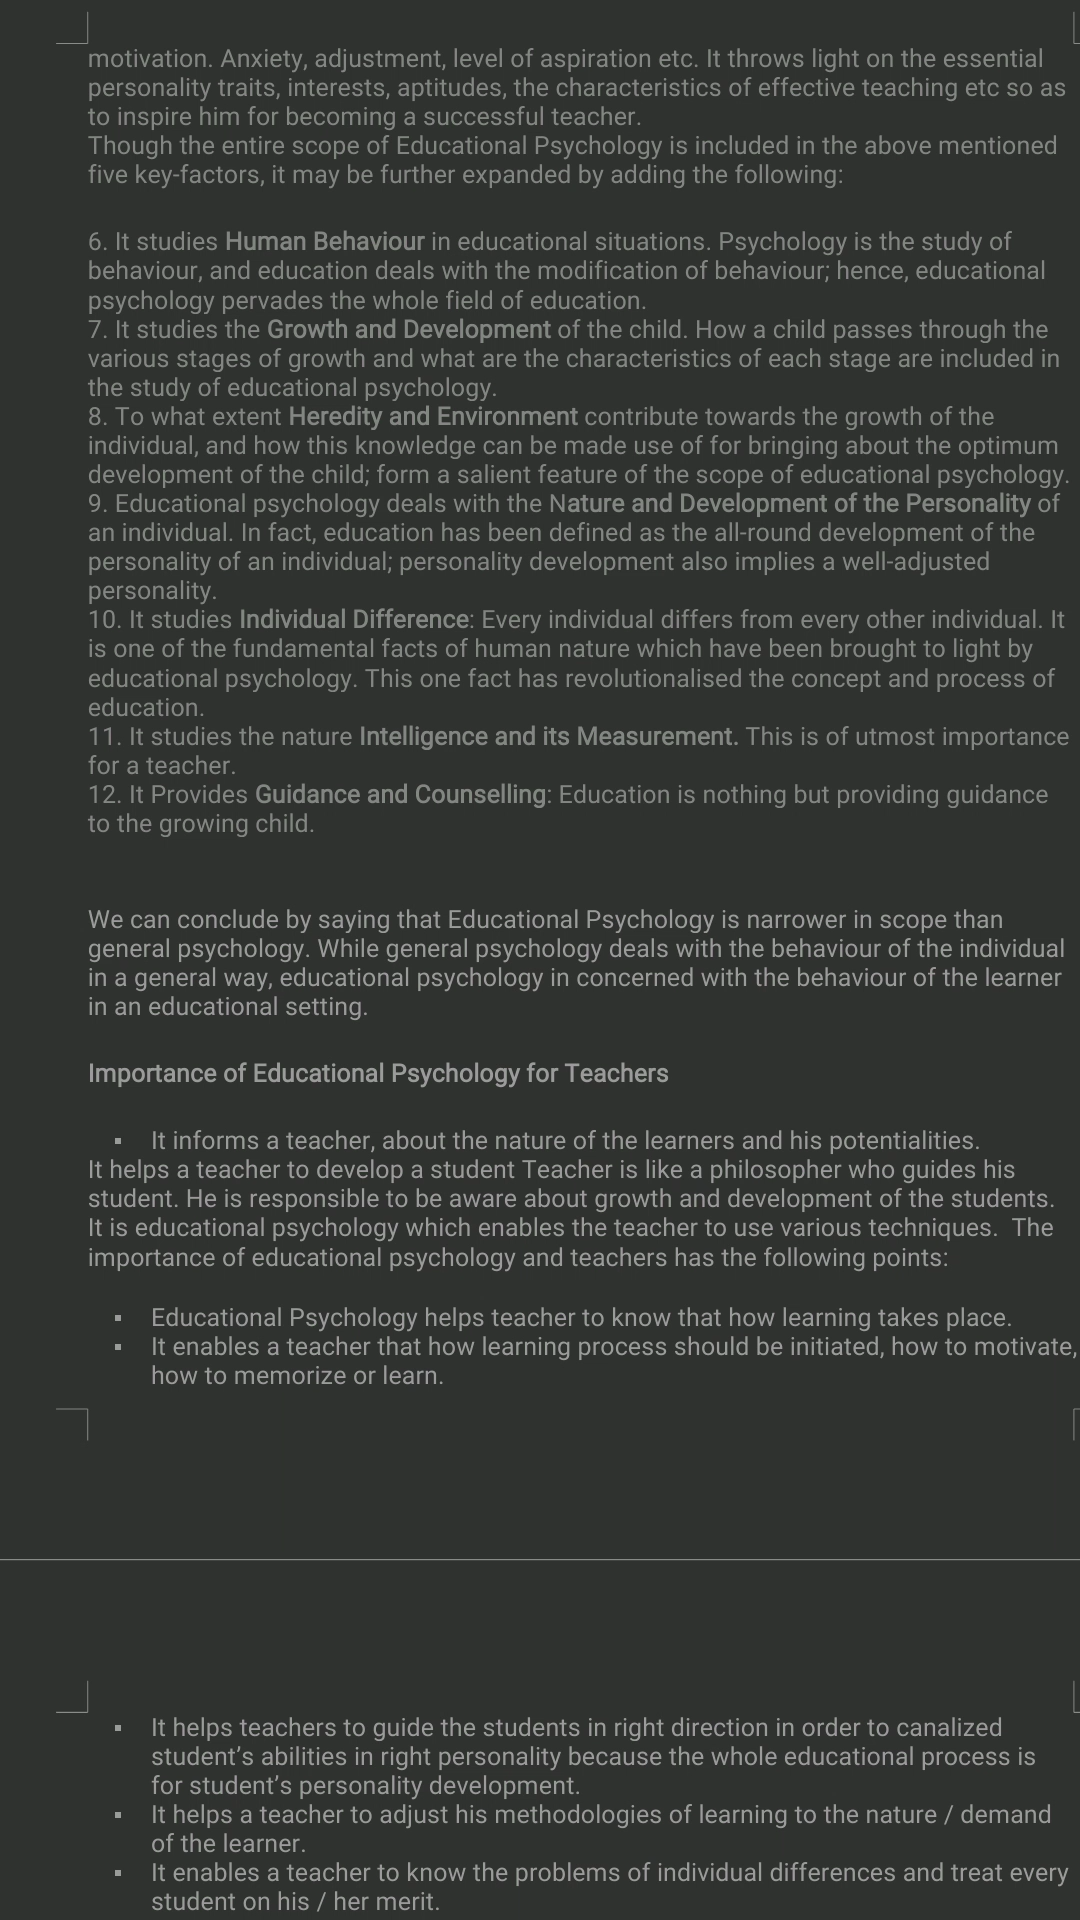 motivation. Anxiety, adjustment, level of aspiration etc. It throws light on the essential
personality traits, interests, aptitudes, the characteristics of effective teaching etc so as
to inspire him for becoming a successful teacher.
Though the entire scope of Educational Psychology is included in the above mentioned
five key-factors, it may be further expanded by adding the following:
6. It studies Human Behaviour in educational situations. Psychology is the study of
behaviour, and education deals with the modification of behaviour; hence, educational
psychology pervades the whole field of education.
7. It studies the Growth and Development of the child. How a child passes through the
various stages of growth and what are the characteristics of each stage are included in
the study of educational psychology.
8. To what extent Heredity and Environment contribute towards the growth of the
individual, and how this knowledge can be made use of for bringing about the optimum
development of the child; form a salient feature of the scope of educational psychology.
9. Educational psychology deals with the Nature and Development of the Personality of
an individual. In fact, education has been defined as the all-round development of the
personality of an individual; personality development also implies a well-adjusted
personality.
10. It studies Individual Difference: Every individual differs from every other individual. It
is one of the fundamental facts of human nature which have been brought to light by
educational psychology. This one fact has revolutionalised the concept and process of
education.
11. It studies the nature Intelligence and its Measurement. This is of utmost importance
for a teacher.
12. It Provides Guidance and Counselling: Education is nothing but providing guidance
to the growing child.
We can conclude by saying that Educational Psychology is narrower in scope than
general psychology. While general psychology deals with the behaviour of the individual
in a general way, educational psychology in concerned with the behaviour of the learner
in an educational setting.
Importance of Educational Psychology for Teachers
▪ It informs a teacher, about the nature of the learners and his potentialities.
It helps a teacher to develop a student Teacher is like a philosopher who guides his
student. He is responsible to be aware about growth and development of the students.
It is educational psychology which enables the teacher to use various techniques.  The
importance of educational psychology and teachers has the following points:
▪ Educational Psychology helps teacher to know that how learning takes place.
▪ It enables a teacher that how learning process should be initiated, how to motivate,
how to memorize or learn.
▪ It helps teachers to guide the students in right direction in order to canalized
student’s abilities in right personality because the whole educational process is
for student’s personality development.
▪ It helps a teacher to adjust his methodologies of learning to the nature / demand
of the learner.
▪ It enables a teacher to know the problems of individual differences and treat every
student on his / her merit.